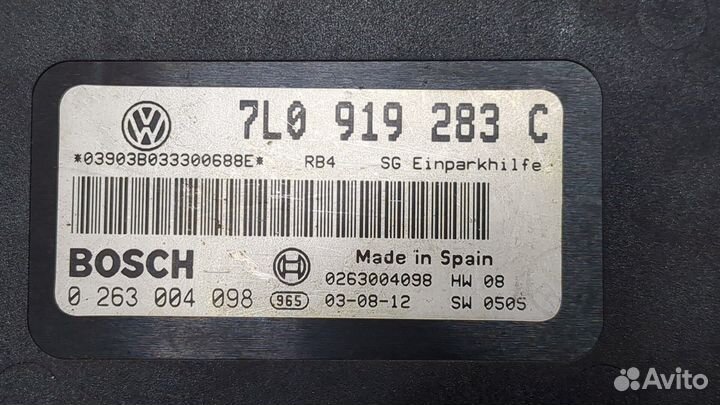 7L0 919 283 C
*03903B033300688E* RB4 SG Einparkhilfe
BOSCH
Made in Spain
0263004098 HW 08
0 263 004 098 965 03-08-12 SW 0505
Avito